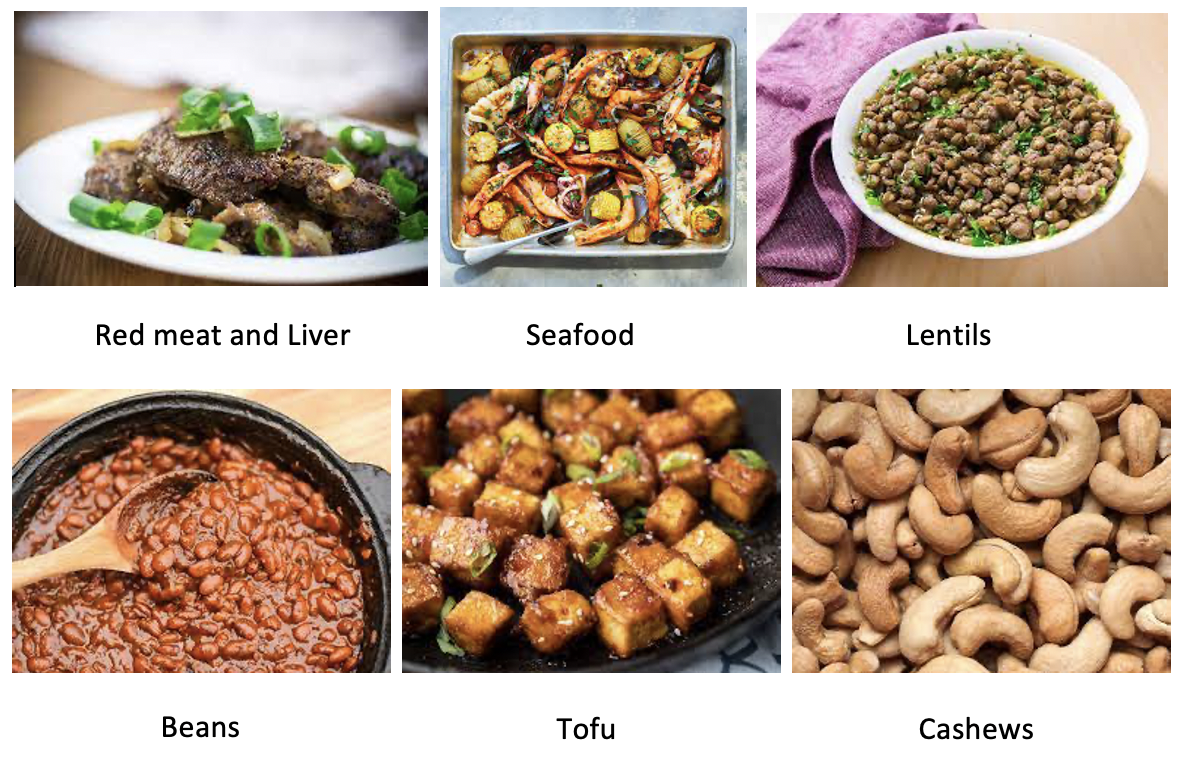 Red meat and Liver
Seafood
Lentils
Beans
Tofu
Cashews